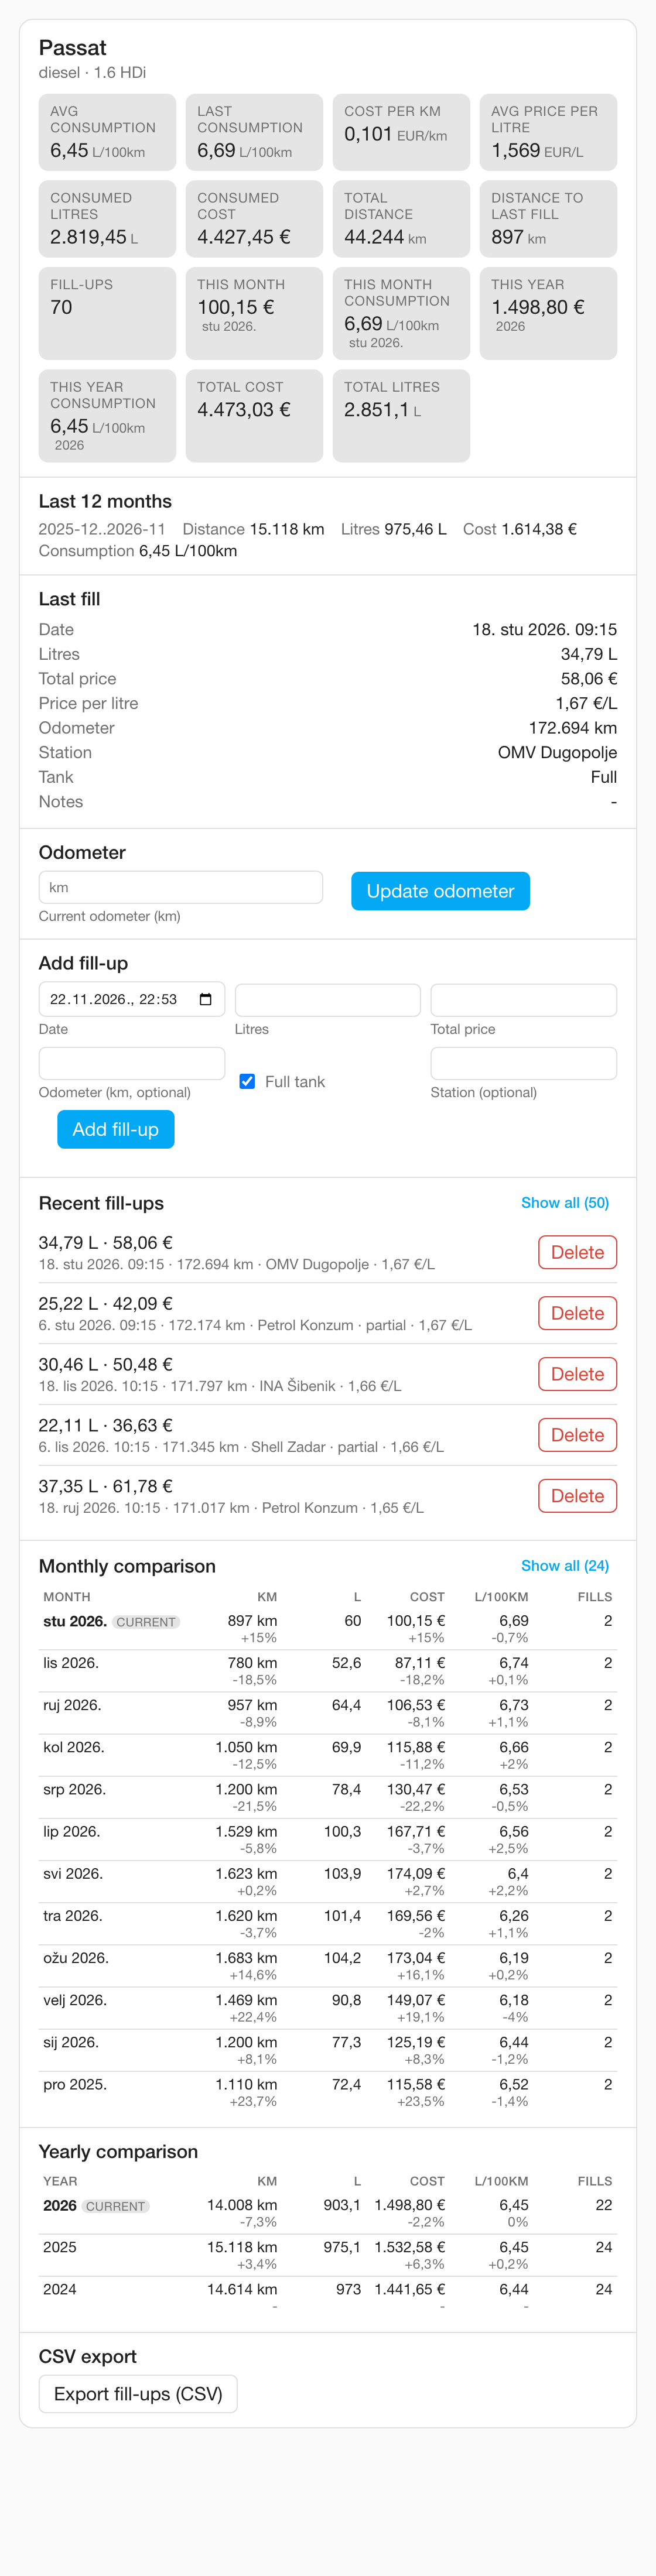 Passat
diesel · 1.6 HDi
AVG CONSUMPTION
6,45 L/100km
LAST CONSUMPTION
6,69 L/100km
COST PER KM
0,101 EUR/km
AVG PRICE PER LITRE
1,569 EUR/L
CONSUMED LITRES
2.819,45 L
CONSUMED COST
4.427,45 €
TOTAL DISTANCE
44.244 km
DISTANCE TO LAST FILL
897 km
FILL-UPS
70
THIS MONTH
100,15 €
stu 2026.
THIS MONTH CONSUMPTION
6,69 L/100km
stu 2026.
THIS YEAR
1.498,80 €
2026
THIS YEAR CONSUMPTION
6,45 L/100km
2026
TOTAL COST
4.473,03 €
TOTAL LITRES
2.851,1 L
Last 12 months
2025-12..2026-11 Distance 15.118 km Litres 975,46 L Cost 1.614,38 €
Consumption 6,45 L/100km
Last fill
Date 18. stu 2026. 09:15
Litres 34,79 L
Total price 58,06 €
Price per litre 1,67 €/L
Odometer 172.694 km
Station OMV Dugopolje
Tank Full
Notes -
Odometer
km
Update odometer
Current odometer (km)
Add fill-up
22.11.2026., 22:53
Date Litres Total price
Full tank
Odometer (km, optional) Station (optional)
Add fill-up
Recent fill-ups Show all (50)
34,79 L · 58,06 €
18. stu 2026. 09:15 · 172.694 km · OMV Dugopolje · 1,67 €/L
Delete
25,22 L · 42,09 €
6. stu 2026. 09:15 · 172.174 km · Petrol Konzum · partial · 1,67 €/L
Delete
30,46 L · 50,48 €
18. lis 2026. 10:15 · 171.797 km · INA Šibenik · 1,66 €/L
Delete
22,11 L · 36,63 €
6. lis 2026. 10:15 · 171.345 km · Shell Zadar · partial · 1,66 €/L
Delete
37,35 L · 61,78 €
18. ruj 2026. 10:15 · 171.017 km · Petrol Konzum · 1,65 €/L
Delete
Monthly comparison Show all (24)
MONTH KM L COST L/100KM FILLS
stu 2026. CURRENT 897 km 60 100,15 € 6,69 2
+15% +15% -0,7%
lis 2026. 780 km 52,6 87,11 € 6,74 2
-18,5% -18,2% +0,1%
ruj 2026. 957 km 64,4 106,53 € 6,73 2
-8,9% -8,1% +1,1%
kol 2026. 1.050 km 69,9 115,88 € 6,66 2
-12,5% -11,2% +2%
srp 2026. 1.200 km 78,4 130,47 € 6,53 2
-21,5% -22,2% -0,5%
lip 2026. 1.529 km 100,3 167,71 € 6,56 2
-5,8% -3,7% +2,5%
svi 2026. 1.623 km 103,9 174,09 € 6,4 2
+0,2% +2,7% +2,2%
tra 2026. 1.620 km 101,4 169,56 € 6,26 2
-3,7% -2% +1,1%
ožu 2026. 1.683 km 104,2 173,04 € 6,19 2
+14,6% +16,1% +0,2%
velj 2026. 1.469 km 90,8 149,07 € 6,18 2
+22,4% +19,1% -4%
sij 2026. 1.200 km 77,3 125,19 € 6,44 2
+8,1% +8,3% -1,2%
pro 2025. 1.110 km 72,4 115,58 € 6,52 2
+23,7% +23,5% -1,4%
Yearly comparison
YEAR KM L COST L/100KM FILLS
2026 CURRENT 14.008 km 903,1 1.498,80 € 6,45 22
-7,3% -2,2% 0%
2025 15.118 km 975,1 1.532,58 € 6,45 24
+3,4% +6,3% +0,2%
2024 14.614 km 973 1.441,65 € 6,44 24
- - -
CSV export
Export fill-ups (CSV)